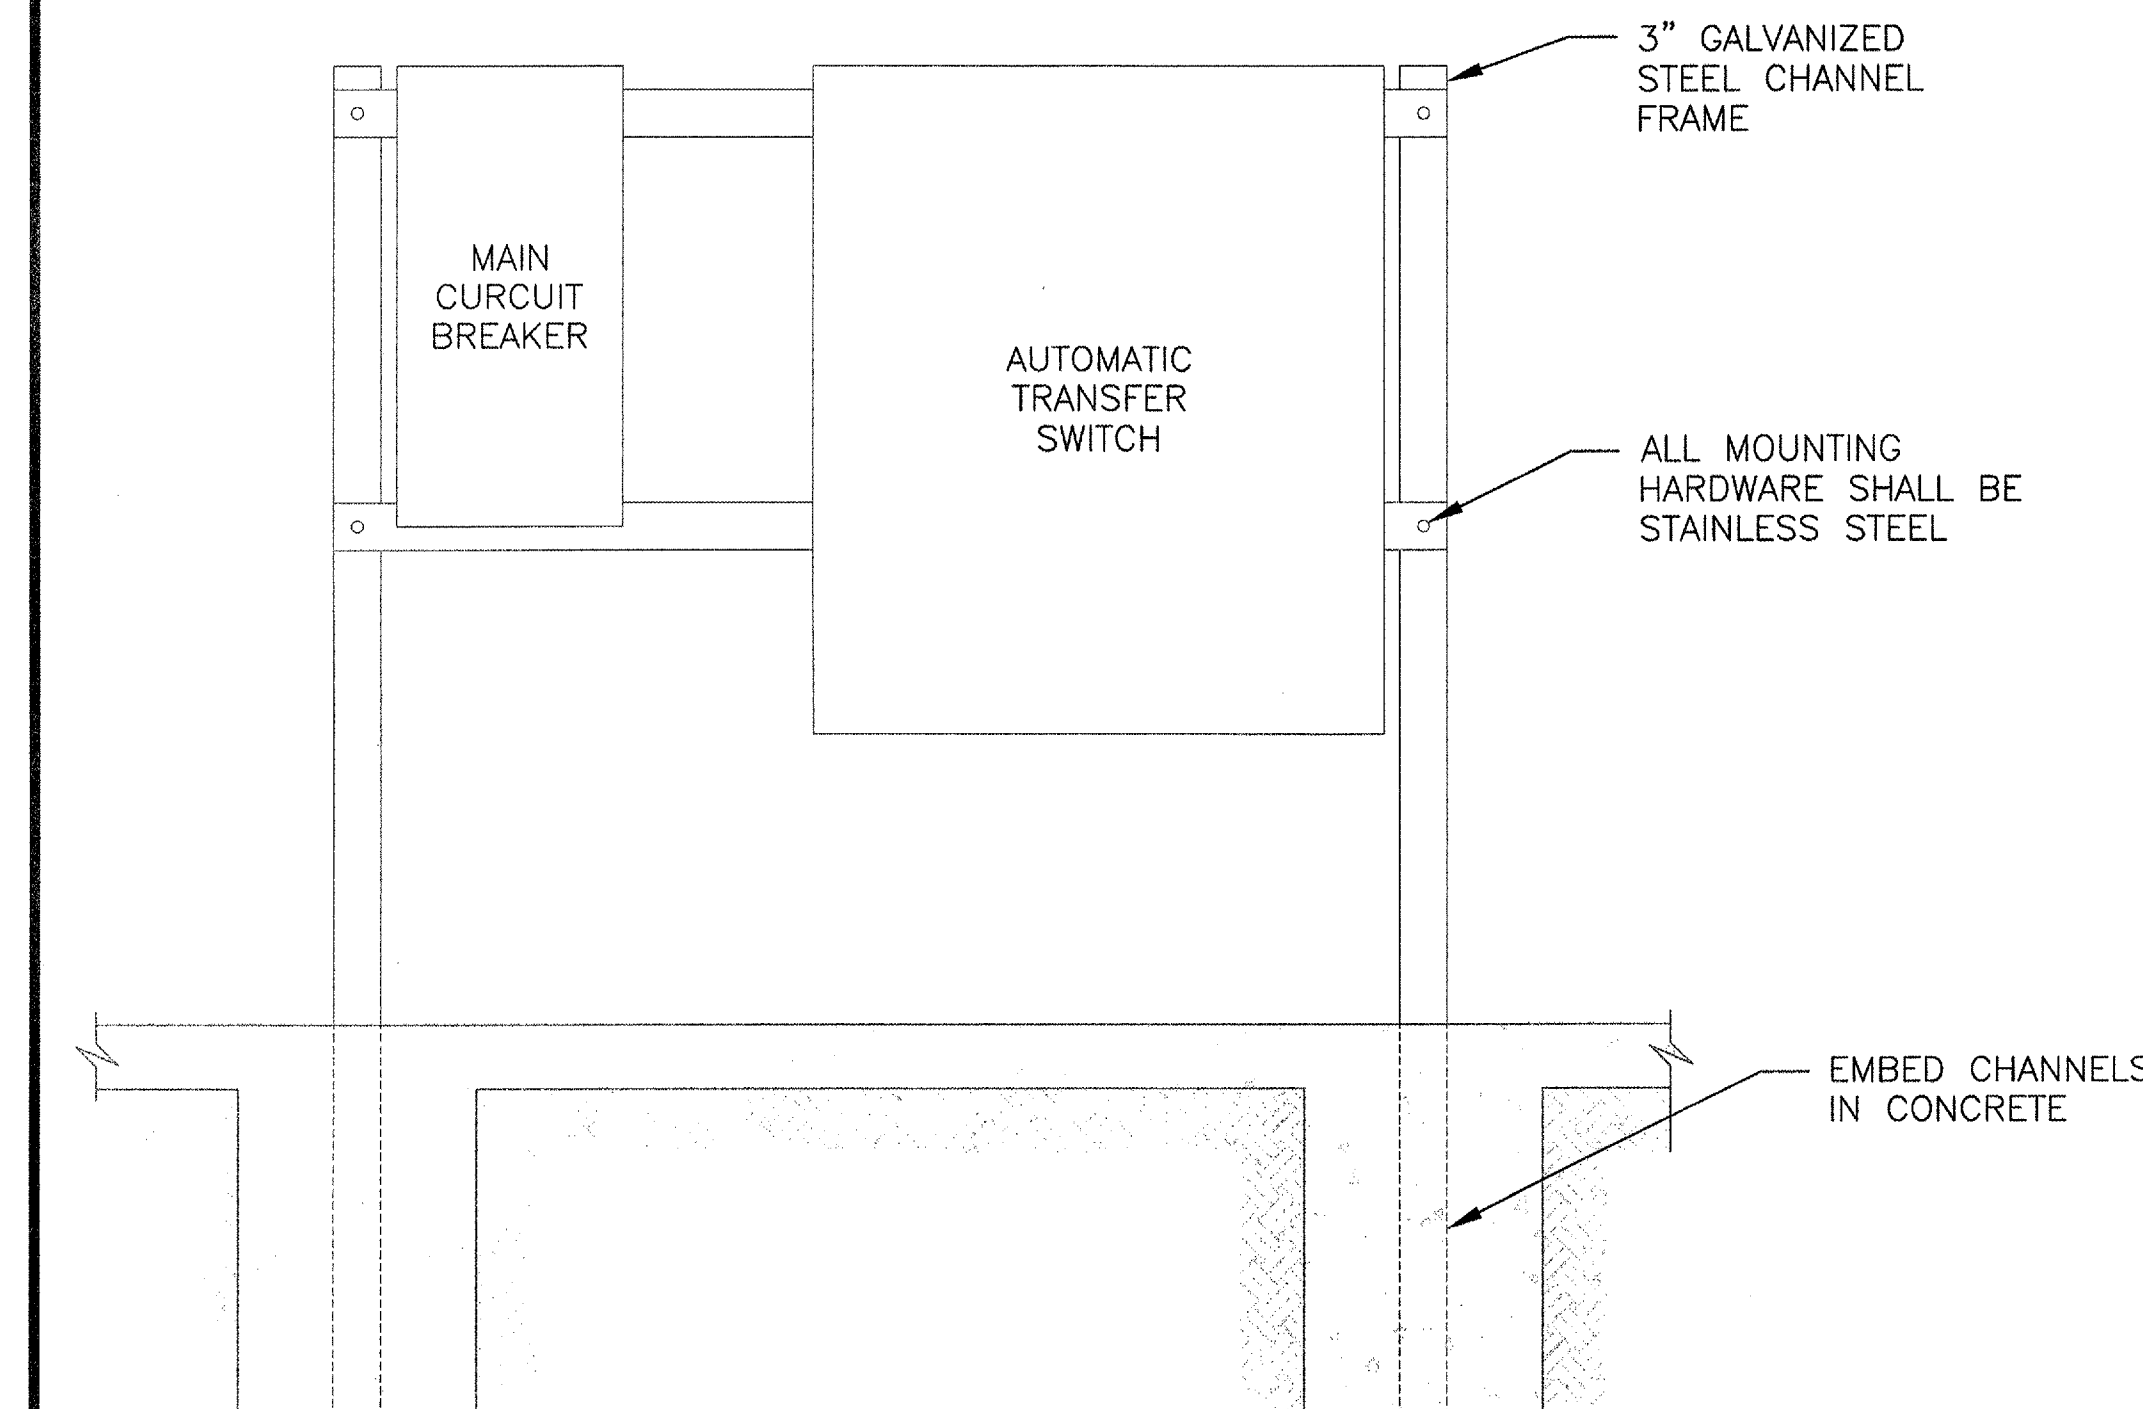 3" GALVANIZED
STEEL CHANNEL
FRAME
MAIN
CURCUIT
BREAKER
AUTOMATIC
TRANSFER
SWITCH
ALL MOUNTING
HARDWARE SHALL BE
STAINLESS STEEL
EMBED CHANNELS
IN CONCRETE